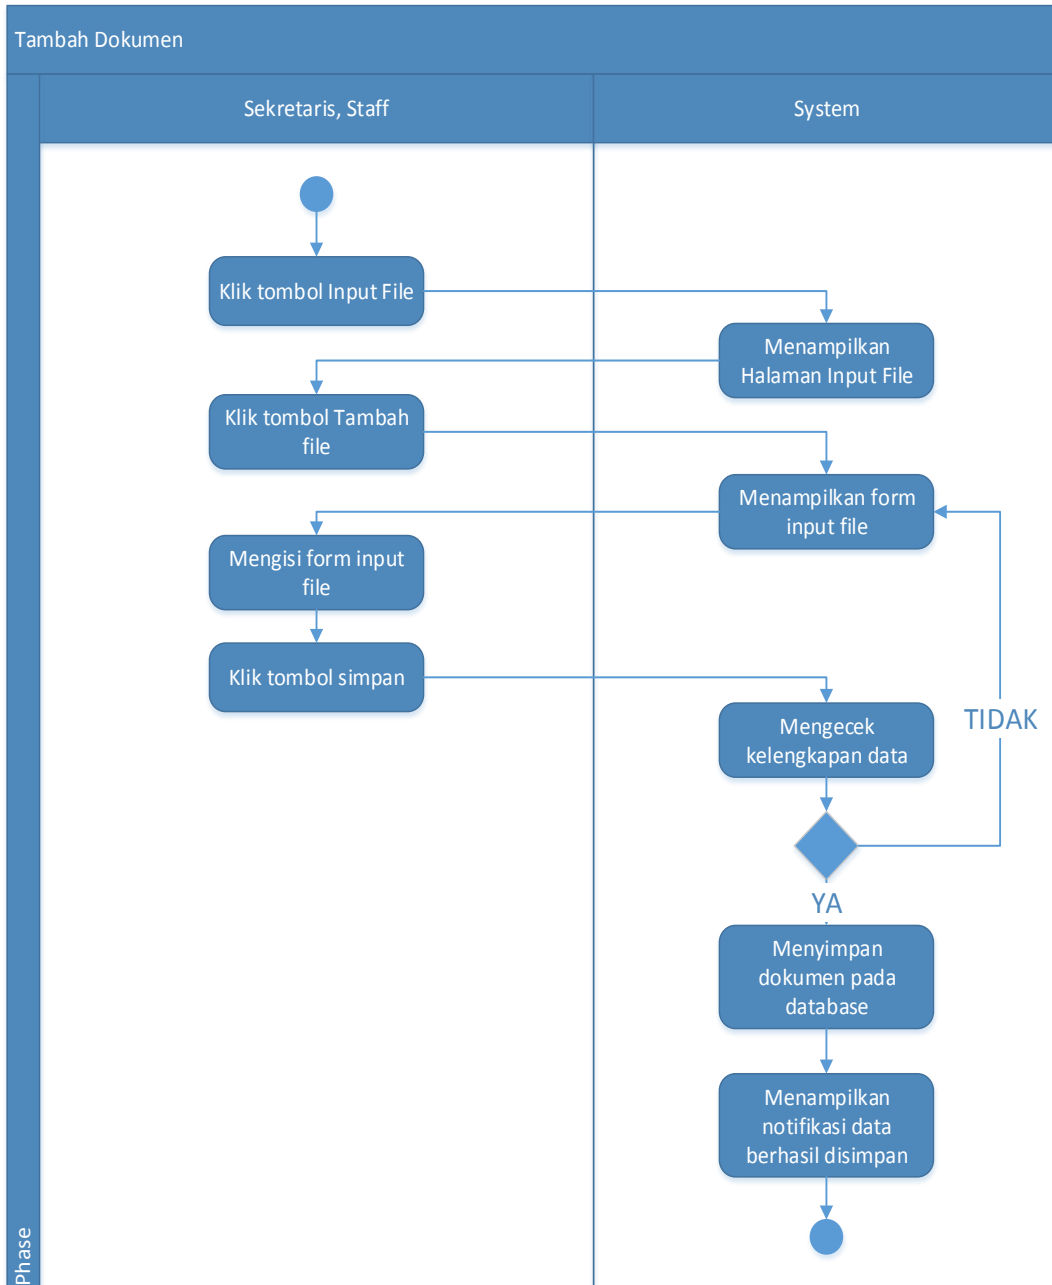 Tambah Dokumen
Sekretaris, Staff
System
Klik tombol Input File
Menampilkan
Halaman Input File
Klik tombol Tambah
file
Menampilkan form
input file
Mengisi form input
file
Klik tombol simpan
Mengecek
kelengkapan data
TIDAK
YA
Menyimpan
dokumen pada
database
Menampilkan
notifikasi data
berhasil disimpan
Phase